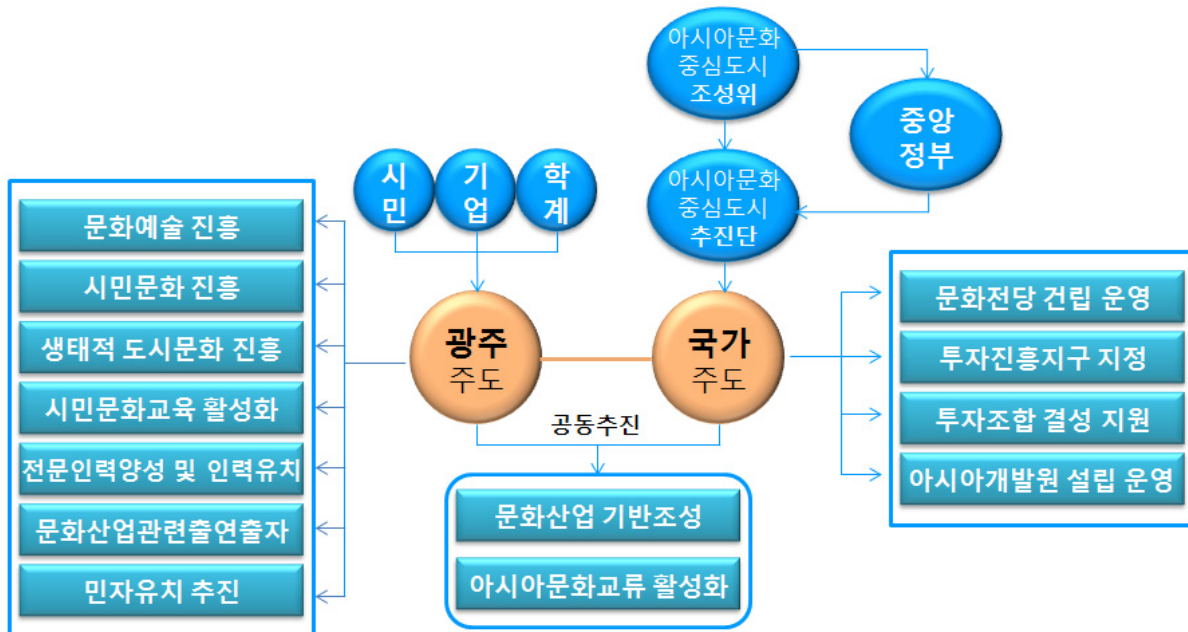 아시아문화
중심도시
조성위
중앙
정부
시
민
기
업
학
계
아시아문화
중심도시
추진단
문화예술 진흥
시민문화 진흥
생태적 도시문화 진흥
시민문화교육 활성화
전문인력양성 및 인력유치
문화산업관련출연출자
민자유치 추진
광주
주도
국가
주도
공동추진
문화산업 기반조성
아시아문화교류 활성화
문화전당 건립 운영
투자진흥지구 지정
투자조합 결성 지원
아시아개발원 설립 운영